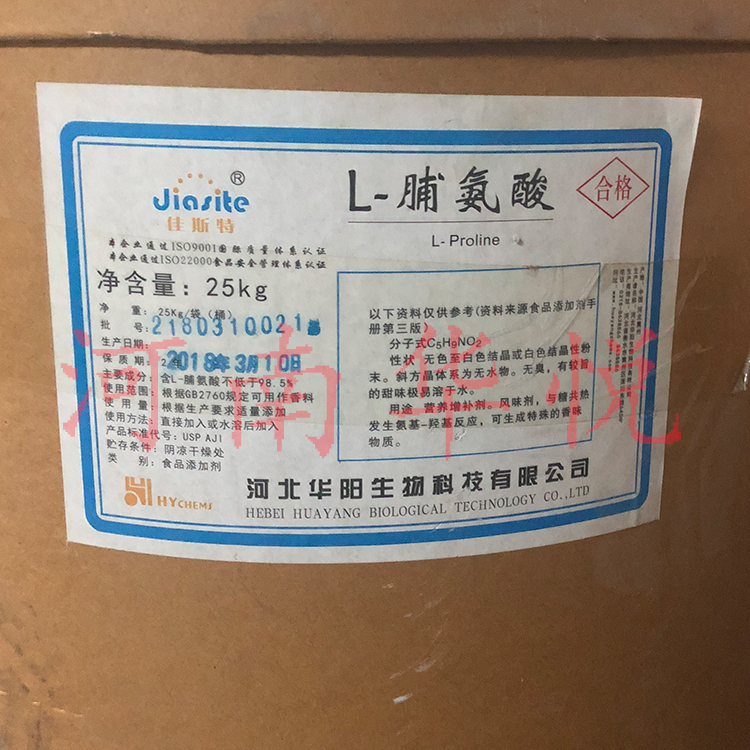 Jiasite®
佳斯特
本企业通过ISO9001国际质量体系认证
本企业通过ISO22000食品安全管理体系认证
L-脯氨酸
L-Proline
合格
净含量：25kg
净 重：25Kg/袋（桶）
批 号：2180310021
生产日期：2018年3月10日
保 质 期：2年
主要成分：含L-脯氨酸不低于98.5%
使用范围：根据GB2760规定可用作香料
使 用 量：根据生产要求适量添加
使用方法：直接加入或水溶后加入
产品标准代号：USP AJI
贮存条件：阴凉干燥处
类 别：食品添加剂
以下资料仅供参考(资料来源食品添加剂手
册第三版)
分子式C5H9NO2
性状 无色至白色结晶或白色结晶性粉
末。斜方晶体系为无水物。无臭，有较旨
的甜味极易溶于水。
用途 营养增补剂。风味剂，与糖共热
发生氨基-羟基反应，可生成特殊的香味
物质。
HYCHEMS
河北华阳生物科技有限公司
HEBEI HUAYANG BIOLOGICAL TECHNOLOGY CO.,LTD
河南华悦